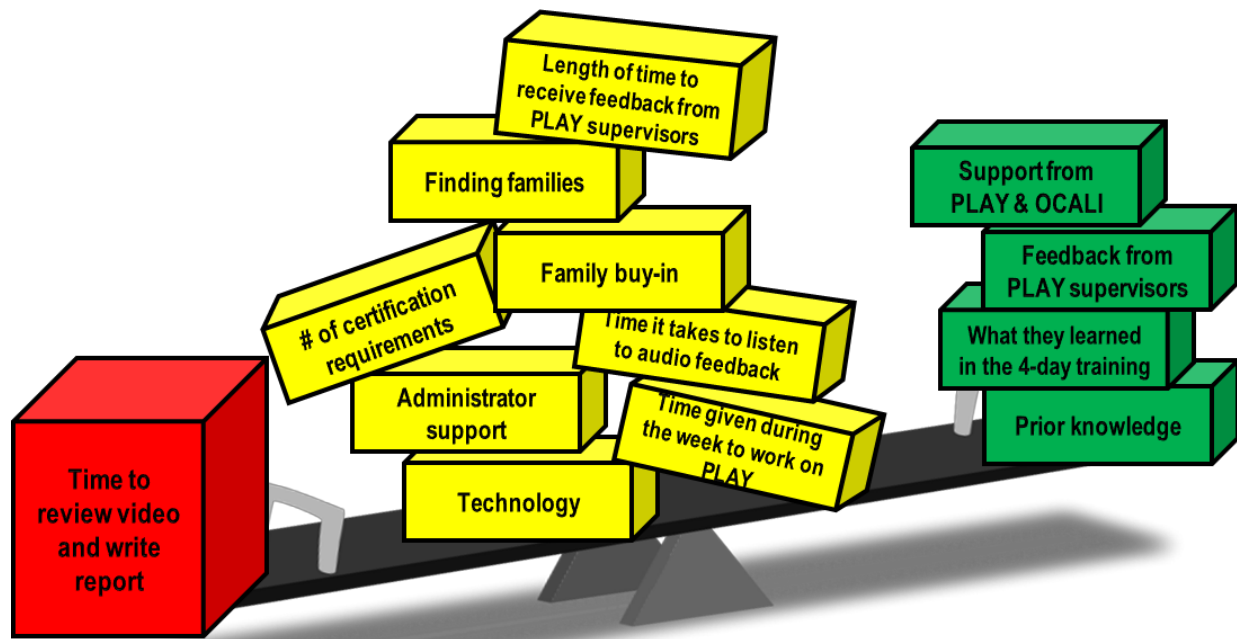 Length of time to
receive feedback from
PLAY supervisors
Finding families
Family buy-in
# of certification
requirements
Time it takes to listen
to audio feedback
Administrator
support
Time given during
the week to work on
PLAY
Technology
Time to
review video
and write
report
Support from
PLAY & OCALI
Feedback from
PLAY supervisors
What they learned
in the 4-day training
Prior knowledge